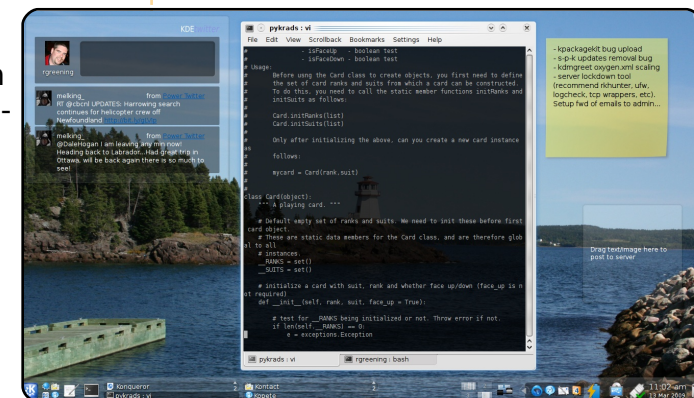 n
-
KDETwitter
rgreening
melking_ from Power Twitter
RT @cbcnl UPDATES: Harrowing search
continues for helicopter crew off
Newfoundland
melking_ from Power Twitter
@DaleHogan I am leaving any min now!
Heading back to Labrador...Had great trip in
Ottawa, will be back again there is so much to
see!
pykrads : vi
File Edit View Scrollback Bookmarks Settings Help
# - isFaceUp - boolean test
# - isFaceDown - boolean test
# Usage:
# Before usng the Card class to create objects, you first need to define
# the set of card ranks and suits from which a card can be constructed.
# To do this, you need to call the static member functions initRanks and
# initSuits as follows:
#
# Card.initRanks(list)
# Card.initSuits(list)
#
# Only after initializing the above, can you create a new card instance
as
# follows:
#
# mycard = Card(rank,suit)
#
#
class Card(object):
""" A playing card. """
# Default empty set of ranks and suits. We need to init these before first
card object.
# These are static data members for the Card class, and are therefore glob
al to all
# instances.
__RANKS = set()
__SUITS = set()
# initialize a card with suit, rank and whether face up/down (face_up is n
ot required)
def __init__(self, rank, suit, face_up = True):
# test for __RANKS being initialized or not. Throw error if not.
if len(self.__RANKS) == 0:
e = exceptions.Exception
pykrads : vi rgreening : bash
- kpackagekit bug upload
- s-p-k updates removal bug
- kdmgreet oxygen.xml scaling
- server lockdown tool
(recommend rkhunter, ufw,
logcheck, tcp wrappers, etc).
Setup fwd of emails to admin...
Drag text/image here to
post to server
Konqueror
pykrads : vi
Kontact
Kopete
2
11:02 am
13 Mar 2009